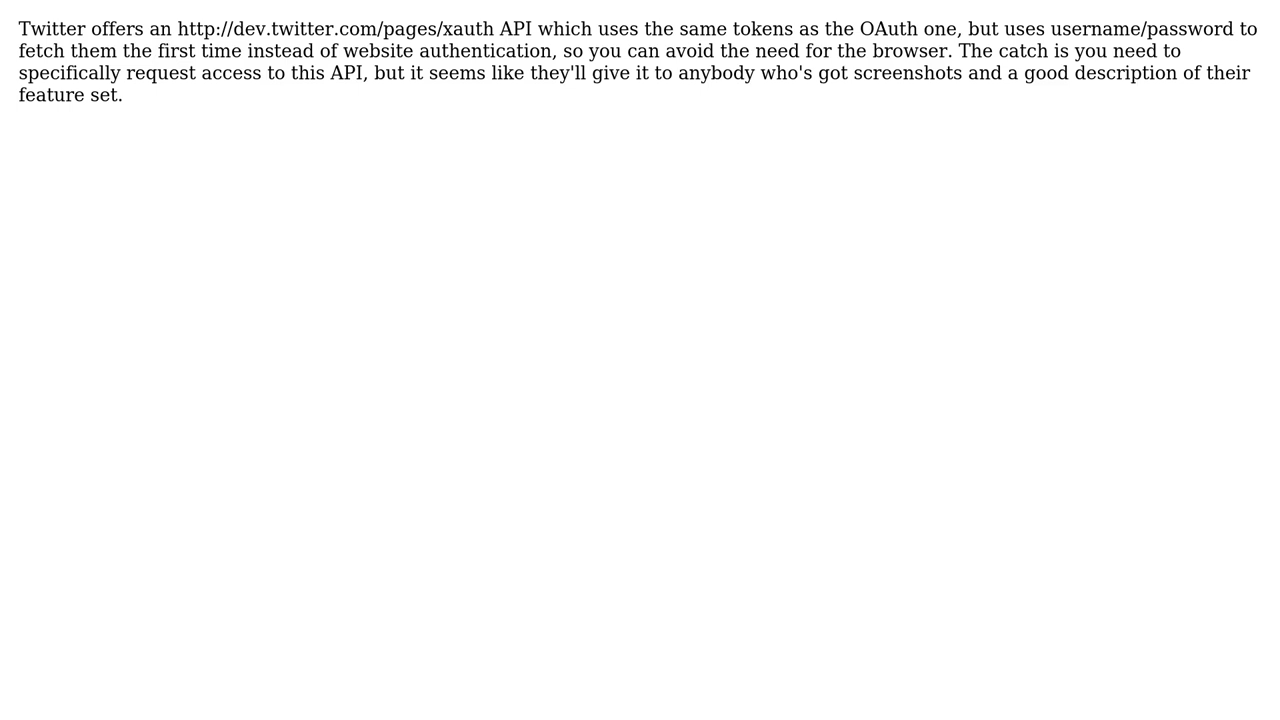 Twitter offers an http://dev.twitter.com/pages/xauth API which uses the same tokens as the OAuth one, but uses username/password to
fetch them the first time instead of website authentication, so you can avoid the need for the browser. The catch is you need to
specifically request access to this API, but it seems like they'll give it to anybody who's got screenshots and a good description of their
feature set.